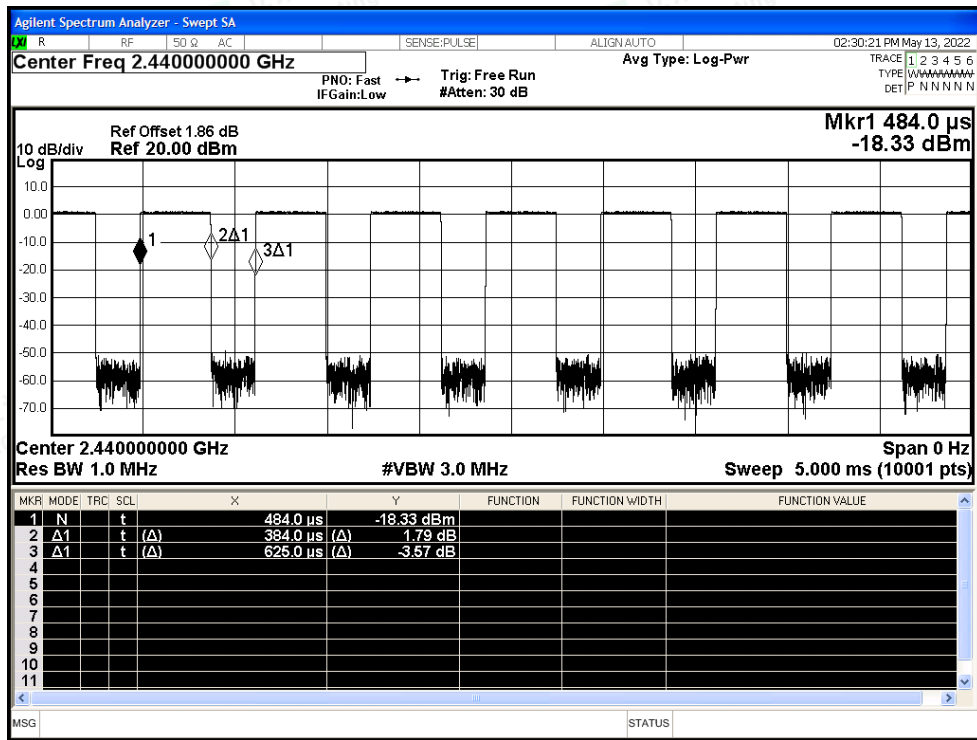 Agilent Spectrum Analyzer - Swept SA
LXI R RF 50 Ω AC SENSE:PULSE ALIGN AUTO 02:30:21 PM May 13, 2022
Center Freq 2.440000000 GHz
PNO: Fast
IFGain:Low
Trig: Free Run
#Atten: 30 dB
Avg Type: Log-Pwr
TRACE 1 2 3 4 5 6
TYPE WWWWWW
DET P N N N N N
Mkr1 484.0 µs
-18.33 dBm
Ref Offset 1.86 dB
10 dB/div Ref 20.00 dBm
Log
10.0
0.00
-10.0
-20.0
-30.0
-40.0
-50.0
-60.0
-70.0
1 2Δ1 3Δ1
Center 2.440000000 GHz Span 0 Hz
Res BW 1.0 MHz #VBW 3.0 MHz Sweep 5.000 ms (10001 pts)
MKR MODE TRC SCL X Y FUNCTION FUNCTION WIDTH FUNCTION VALUE
1 N t 484.0 µs -18.33 dBm
2 Δ1 t (Δ) 384.0 µs (Δ) 1.79 dB
3 Δ1 t (Δ) 625.0 µs (Δ) -3.57 dB
4
5
6
7
8
9
10
11
MSG STATUS